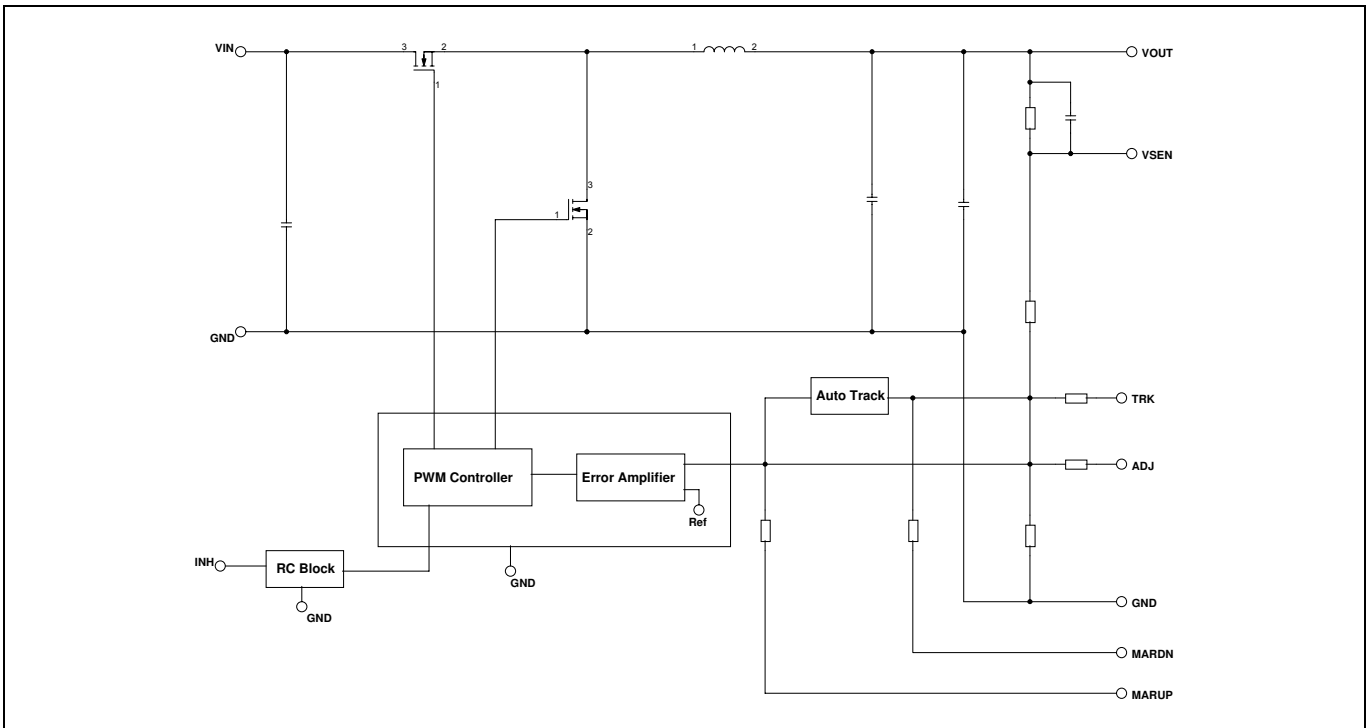 VIN
3
2
1
1
2
VOUT
VSEN
3
1
2
GND
Auto Track
TRK
PWM Controller
Error Amplifier
ADJ
Ref
INH
RC Block
GND
GND
GND
MARDN
MARUP